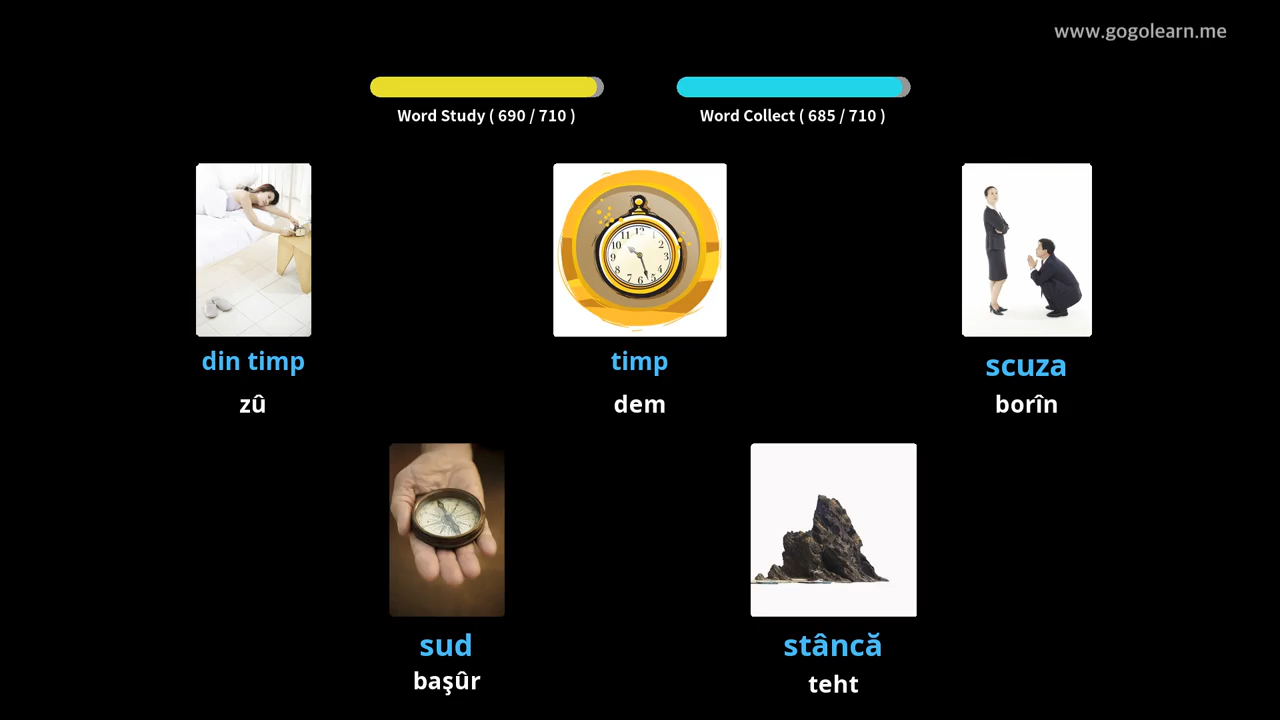 www.gogolearn.me
Word Study ( 690 / 710 )
Word Collect ( 685 / 710 )
din timp
timp
scuza
zû
dem
borîn
sud
stâncă
başûr
teht